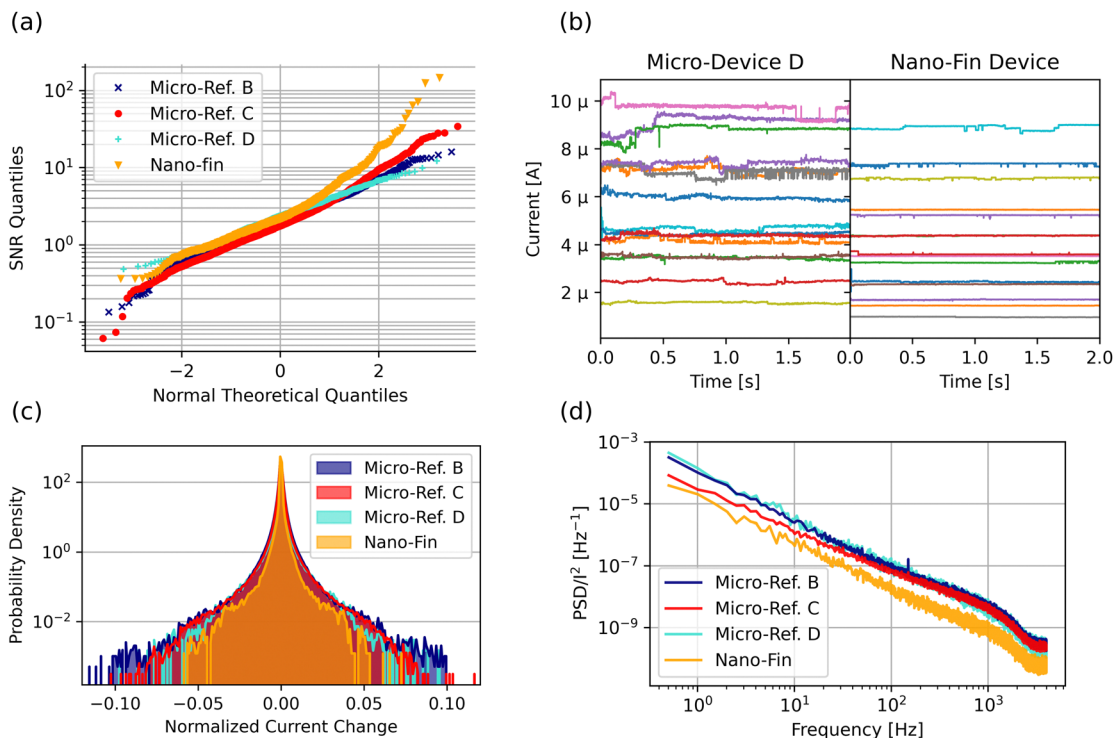 (a)
SNR Quantiles
10²
10¹
10⁰
10⁻¹
Micro-Ref. B
Micro-Ref. C
Micro-Ref. D
Nano-fin
−2
0
2
Normal Theoretical Quantiles
(b)
Micro-Device D
Nano-Fin Device
Current [A]
10 μ
8 μ
6 μ
4 μ
2 μ
0.0
0.5
1.0
1.5
0.0
0.5
1.0
1.5
2.0
Time [s]
Time [s]
(c)
Probability Density
10²
10⁰
10⁻²
Micro-Ref. B
Micro-Ref. C
Micro-Ref. D
Nano-Fin
−0.10
−0.05
0.00
0.05
0.10
Normalized Current Change
(d)
PSD/I² [Hz⁻¹]
10⁻³
10⁻⁵
10⁻⁷
10⁻⁹
Micro-Ref. B
Micro-Ref. C
Micro-Ref. D
Nano-Fin
10⁰
10¹
10²
10³
Frequency [Hz]